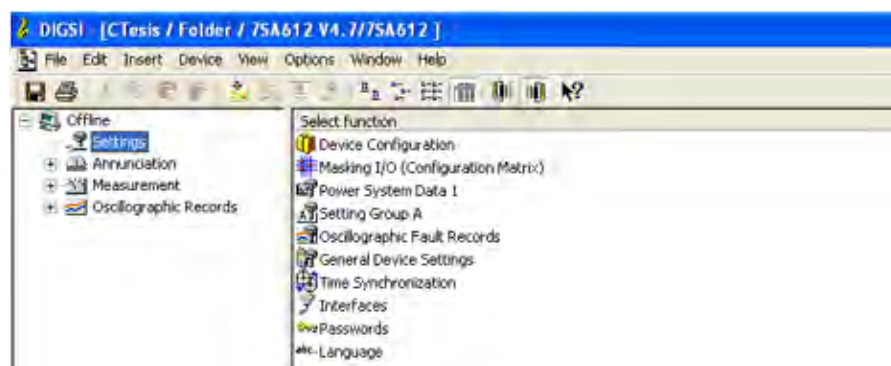 DIGSI - [CTesis / Folder / 7SA612 V4.7/7SA612 ]
File Edit Insert Device View Options Window Help
Offline
Settings
Annunciation
Measurement
Oscillographic Records
Select function
Device Configuration
Masking I/O (Configuration Matrix)
Power System Data 1
Setting Group A
Oscillographic Fault Records
General Device Settings
Time Synchronization
Interfaces
Passwords
abc Language